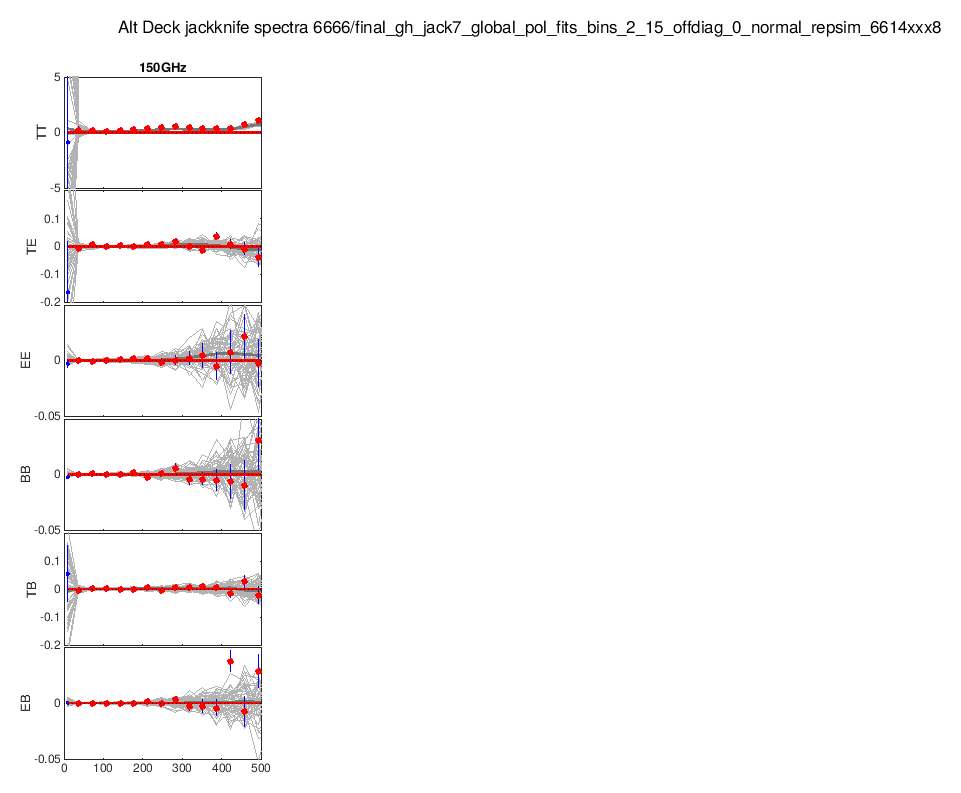 Alt Deck jackknife spectra 6666/final_gh_jack7_global_pol_fits_bins_2_15_offdiag_0_normal_repsim_6614xxx8
150GHz
5
0
-5
TT
0.1
0
-0.1
-0.2
TE
0
-0.05
EE
0
-0.05
BB
0.1
0
-0.1
-0.2
TB
0
-0.05
EB
0 100 200 300 400 500